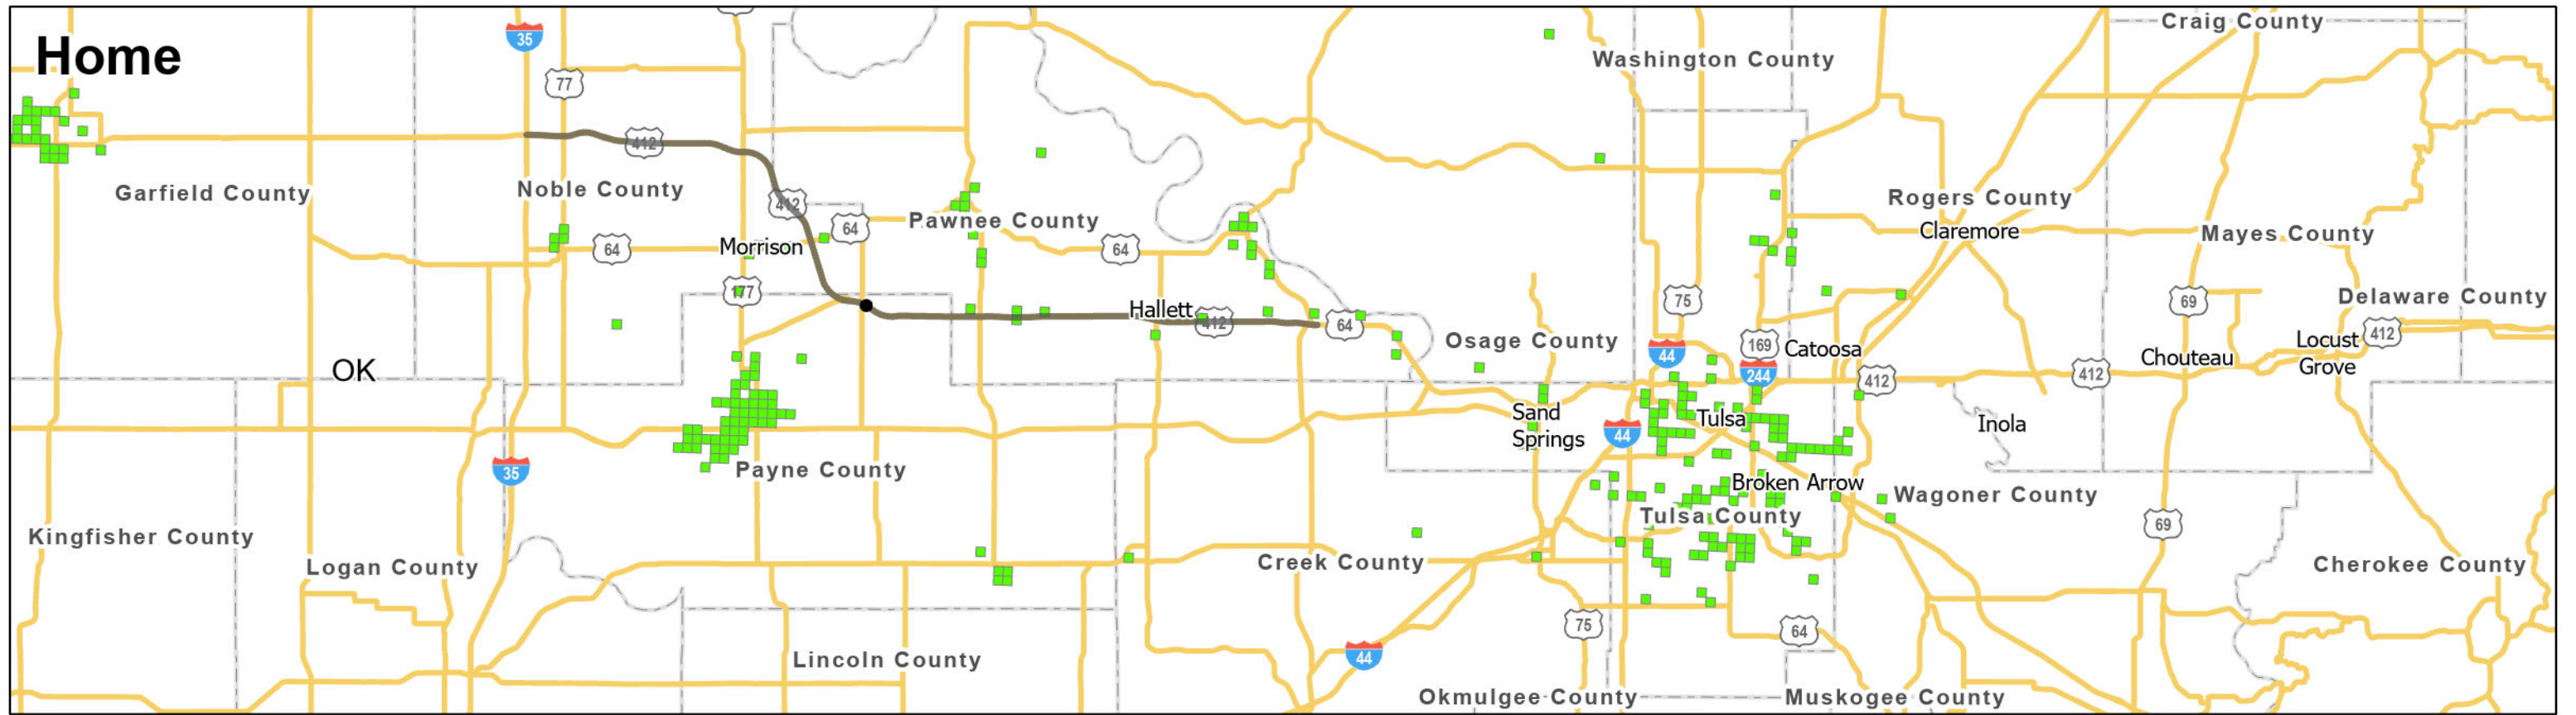 Home
35
77
Craig County
Washington County
412
Garfield County
Noble County
412
64
Pawnee County
Rogers County
Claremore
Mayes County
64
Morrison
64
177
Hallett
412
64
75
69
Delaware County
Osage County
44
169
Catoosa
Chouteau
Locust
Grove
412
OK
244
412
412
Sand
Springs
44
Tulsa
Inola
35
Payne County
Broken Arrow
Wagoner County
Tulsa County
69
Kingfisher County
Logan County
Creek County
Cherokee County
75
64
Lincoln County
44
Okmulgee County
Muskogee County